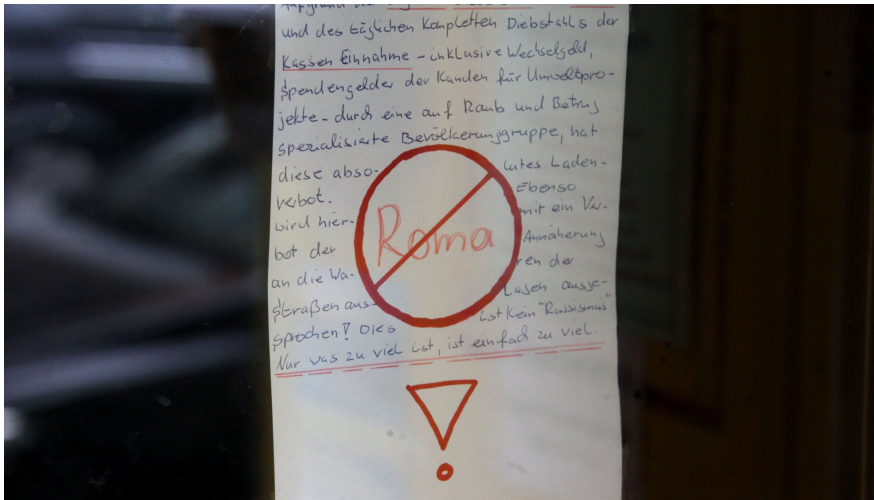 und des täglichen kompletten Diebstahls der
Kassen Einnahme - inklusive Wechselgeld,
Spendengelder der Kunden für Umweltpro-
jekte - durch eine auf Raub und Betrug
spezialisierte Bevölkerungsgruppe, hat
diese abso- lutes Laden-
verbot. Ebenso
wird hier- mit ein Ver-
bot der Annäherung
an die Wa- ren der
Roma
Straßen aus- Lagen ausge-
sprochen! Dies ist kein "Rassismus"
Nur was zu viel ist, ist einfach zu viel.